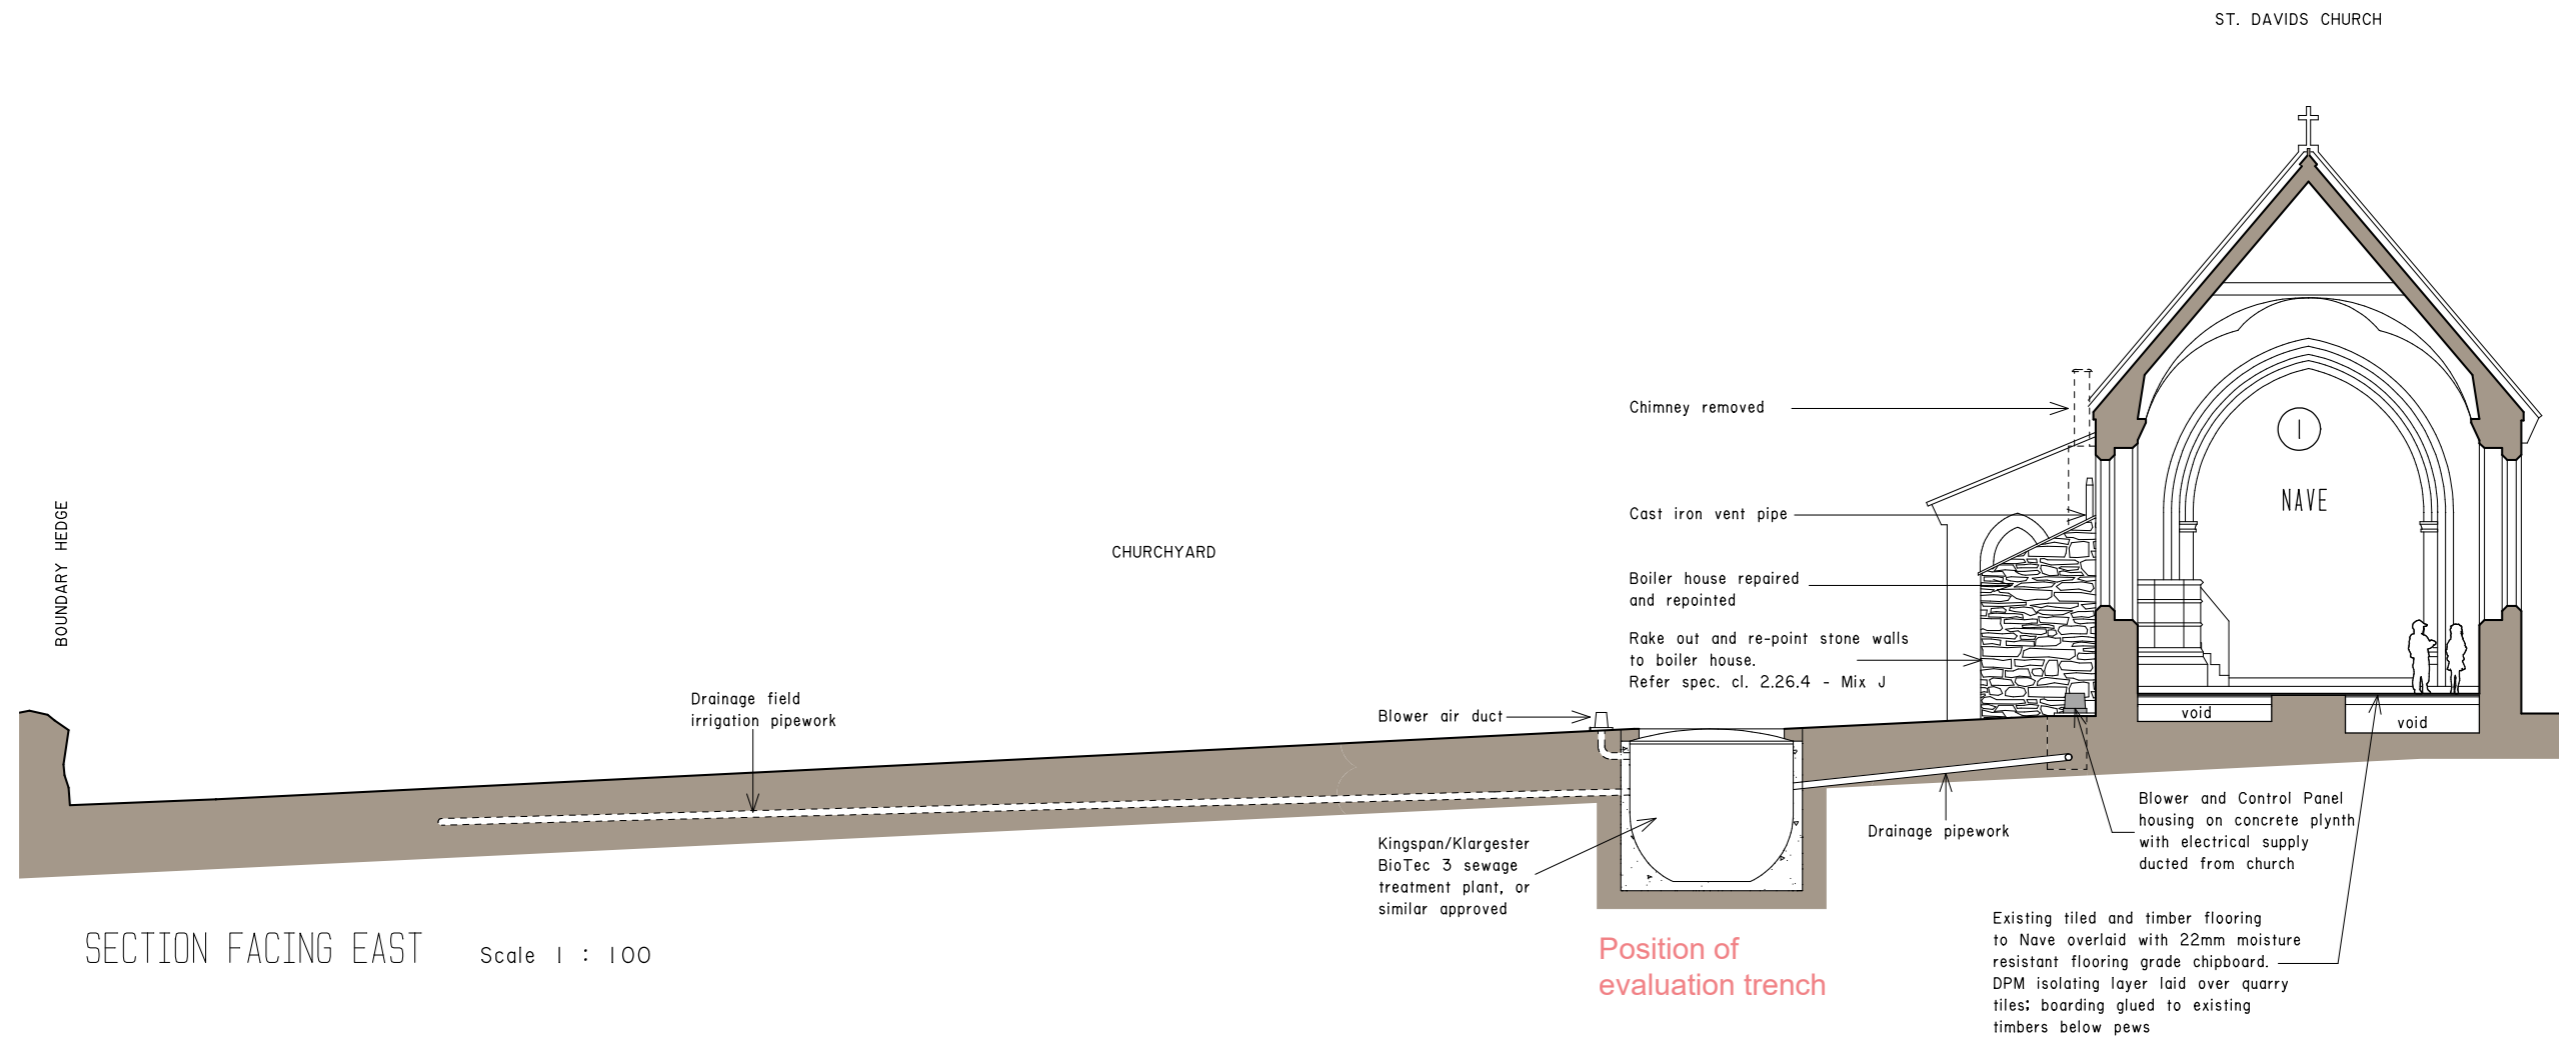 ST. DAVIDS CHURCH
Chimney removed
I
NAVE
BOUNDARY HEDGE
Cast iron vent pipe
CHURCHYARD
Boiler house repaired
and repointed
Rake out and re-point stone walls
to boiler house.
Refer spec. cl. 2.26.4 - Mix J
Drainage field
irrigation pipework
Blower air duct
void
void
Kingspan/Klargester
BioTec 3 sewage
treatment plant, or
similar approved
Drainage pipework
Blower and Control Panel
housing on concrete plynth
with electrical supply
ducted from church
Existing tiled and timber flooring
to Nave overlaid with 22mm moisture
resistant flooring grade chipboard.
DPM isolating layer laid over quarry
tiles; boarding glued to existing
timbers below pews
SECTION FACING EAST Scale 1 : 100
Position of
evaluation trench